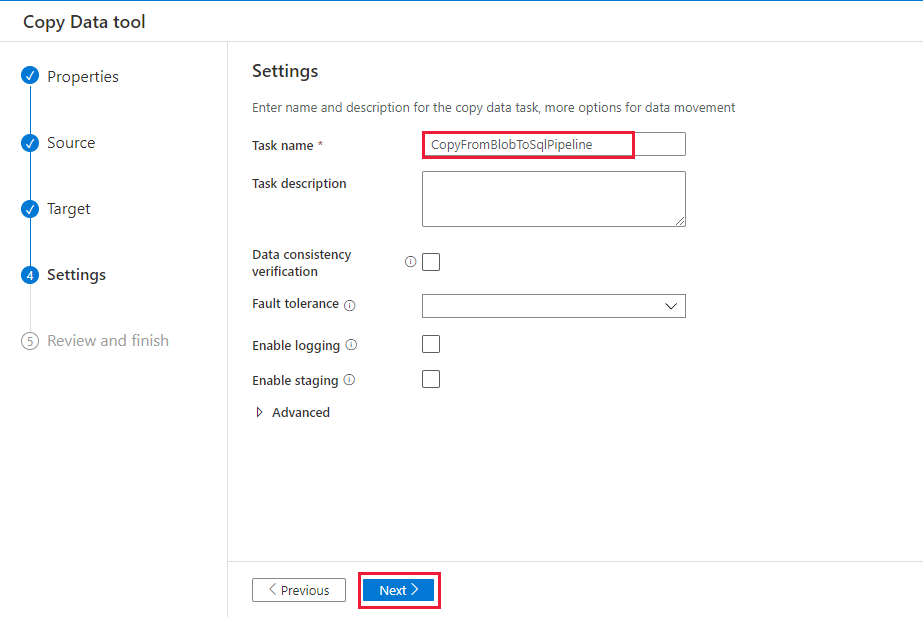 Copy Data tool
Properties
Source
Target
4 Settings
5 Review and finish
Settings
Enter name and description for the copy data task, more options for data movement
Task name * CopyFromBlobToSqlPipeline
Task description
Data consistency
verification
Fault tolerance
Enable logging
Enable staging
Advanced
Previous
Next